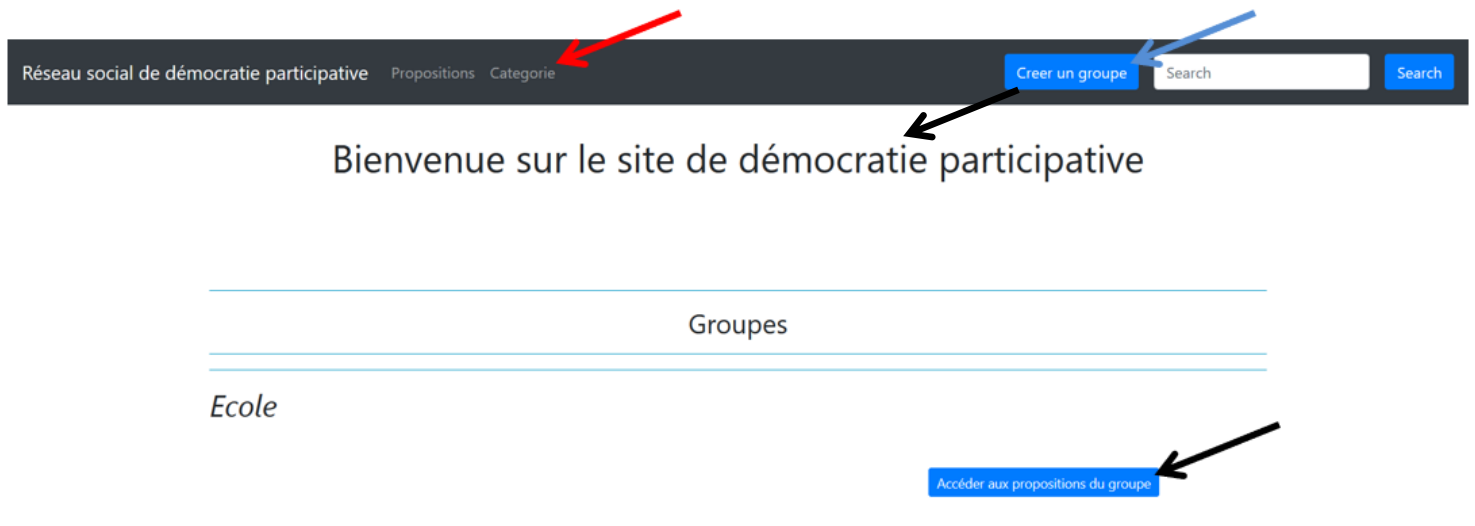 Réseau social de démocratie participative Propositions Categorie Creer un groupe Search Search
Bienvenue sur le site de démocratie participative
Groupes
Ecole
Accéder aux propositions du groupe